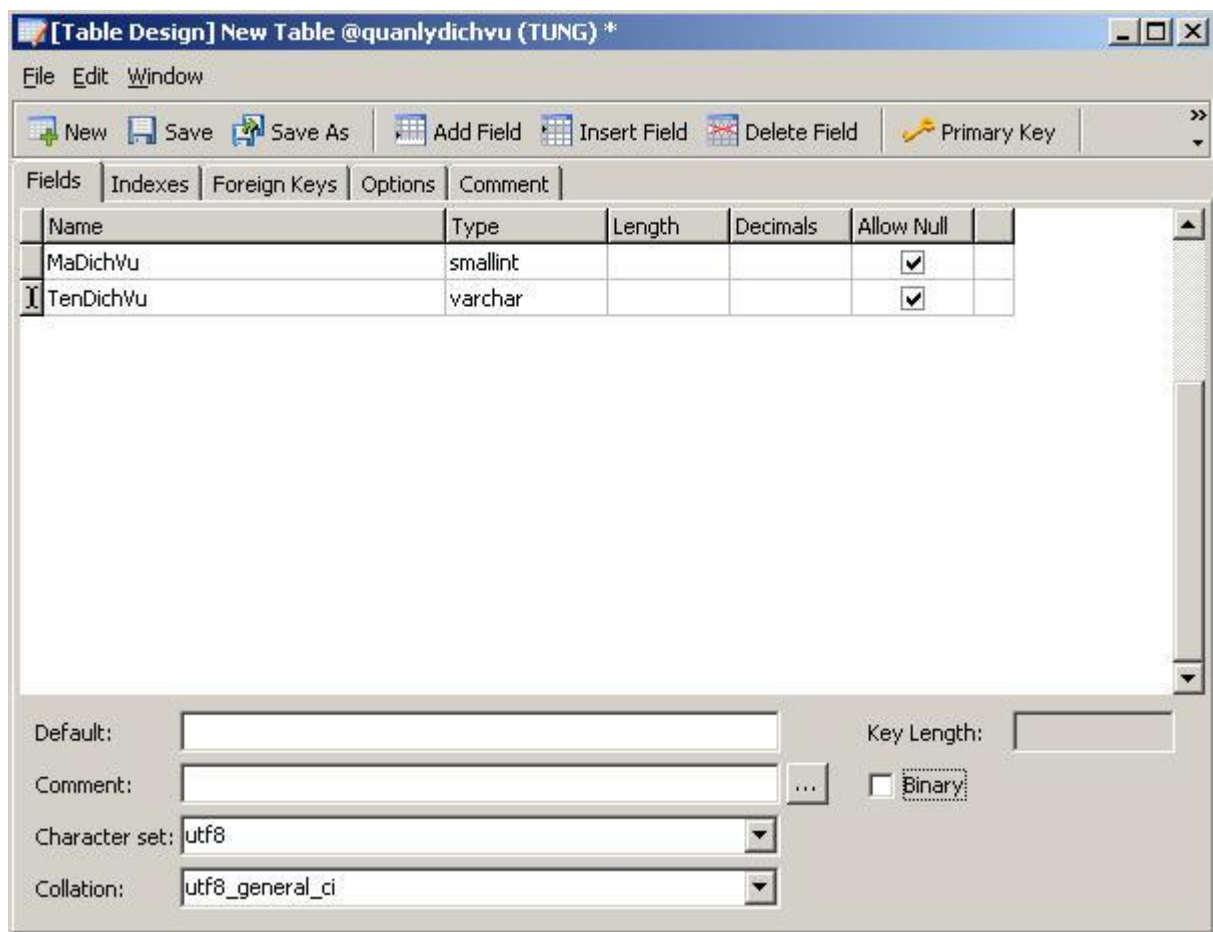 [Table Design] New Table @quanlydichvu (TUNG) *
File Edit Window
New Save Save As Add Field Insert Field Delete Field Primary Key
Fields Indexes Foreign Keys Options Comment
Name Type Length Decimals Allow Null
MaDichVu smallint
TenDichVu varchar
Default: Key Length:
Comment: ... Binary
Character set: utf8
Collation: utf8_general_ci